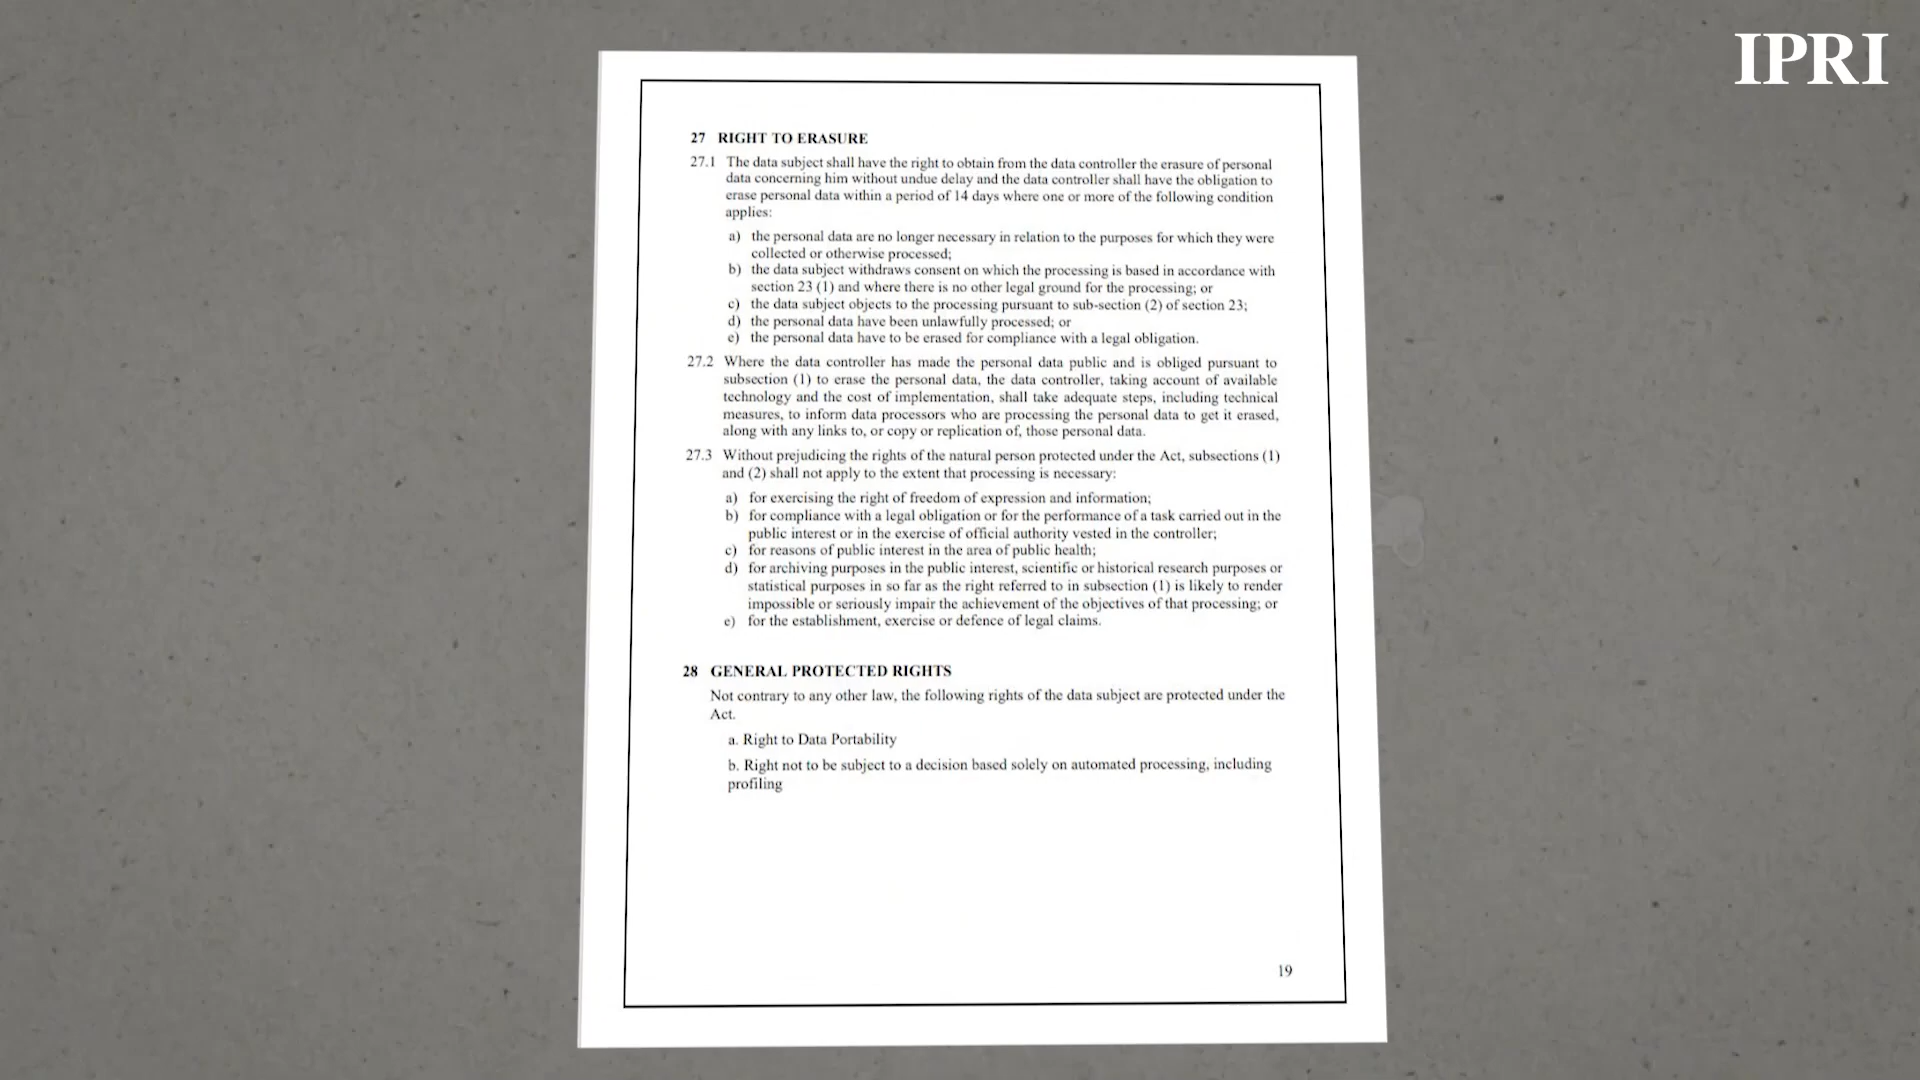 IPRI
27 RIGHT TO ERASURE
27.1 The data subject shall have the right to obtain from the data controller the erasure of personal
data concerning him without undue delay and the data controller shall have the obligation to
erase personal data within a period of 14 days where one or more of the following condition
applies:
a) the personal data are no longer necessary in relation to the purposes for which they were
collected or otherwise processed;
b) the data subject withdraws consent on which the processing is based in accordance with
section 23 (1) and where there is no other legal ground for the processing; or
c) the data subject objects to the processing pursuant to sub-section (2) of section 23;
d) the personal data have been unlawfully processed; or
e) the personal data have to be erased for compliance with a legal obligation.
27.2 Where the data controller has made the personal data public and is obliged pursuant to
subsection (1) to erase the personal data, the data controller, taking account of available
technology and the cost of implementation, shall take adequate steps, including technical
measures, to inform data processors who are processing the personal data to get it erased,
along with any links to, or copy or replication of, those personal data.
27.3 Without prejudicing the rights of the natural person protected under the Act, subsections (1)
and (2) shall not apply to the extent that processing is necessary:
a) for exercising the right of freedom of expression and information;
b) for compliance with a legal obligation or for the performance of a task carried out in the
public interest or in the exercise of official authority vested in the controller;
c) for reasons of public interest in the area of public health;
d) for archiving purposes in the public interest, scientific or historical research purposes or
statistical purposes in so far as the right referred to in subsection (1) is likely to render
impossible or seriously impair the achievement of the objectives of that processing; or
e) for the establishment, exercise or defence of legal claims.
28 GENERAL PROTECTED RIGHTS
Not contrary to any other law, the following rights of the data subject are protected under the
Act.
a. Right to Data Portability
b. Right not to be subject to a decision based solely on automated processing, including
profiling
19